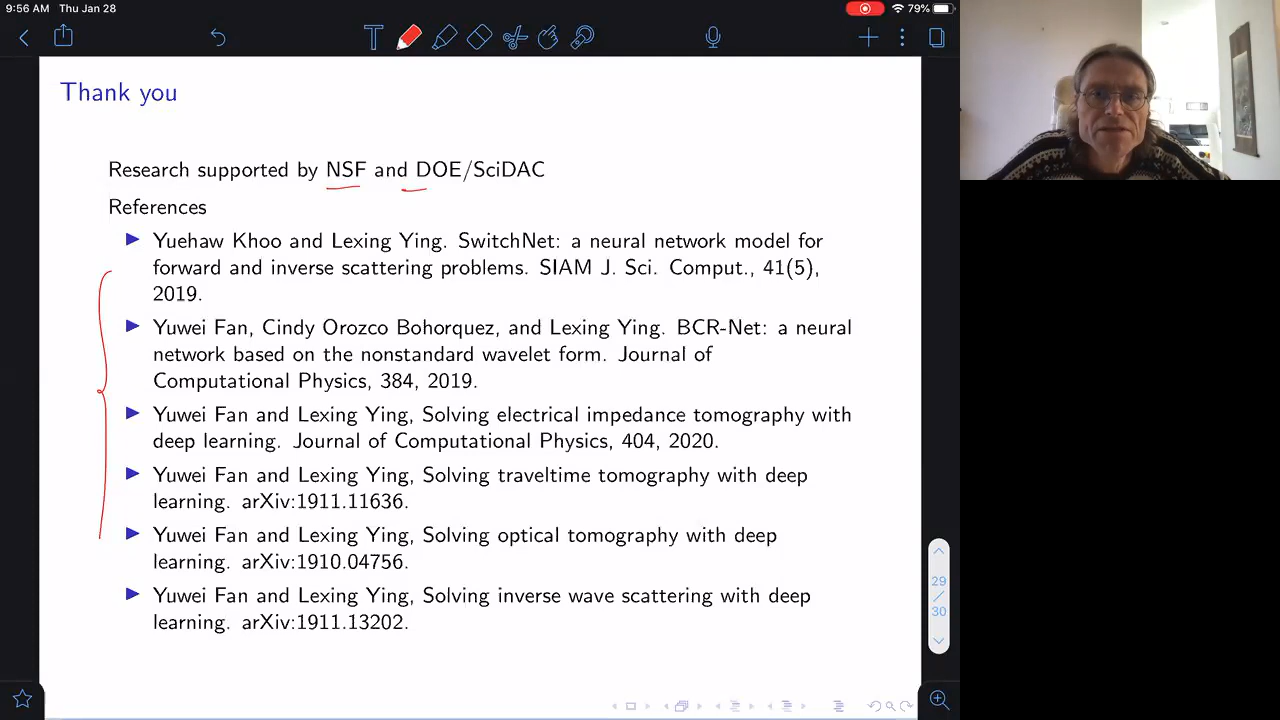 9:56 AM Thu Jan 28
79%
Thank you
Research supported by NSF and DOE/SciDAC
References
Yuehaw Khoo and Lexing Ying. SwitchNet: a neural network model for
forward and inverse scattering problems. SIAM J. Sci. Comput., 41(5),
2019.
Yuwei Fan, Cindy Orozco Bohorquez, and Lexing Ying. BCR-Net: a neural
network based on the nonstandard wavelet form. Journal of
Computational Physics, 384, 2019.
Yuwei Fan and Lexing Ying, Solving electrical impedance tomography with
deep learning. Journal of Computational Physics, 404, 2020.
Yuwei Fan and Lexing Ying, Solving traveltime tomography with deep
learning. arXiv:1911.11636.
Yuwei Fan and Lexing Ying, Solving optical tomography with deep
learning. arXiv:1910.04756.
Yuwei Fan and Lexing Ying, Solving inverse wave scattering with deep
learning. arXiv:1911.13202.
29
/
30